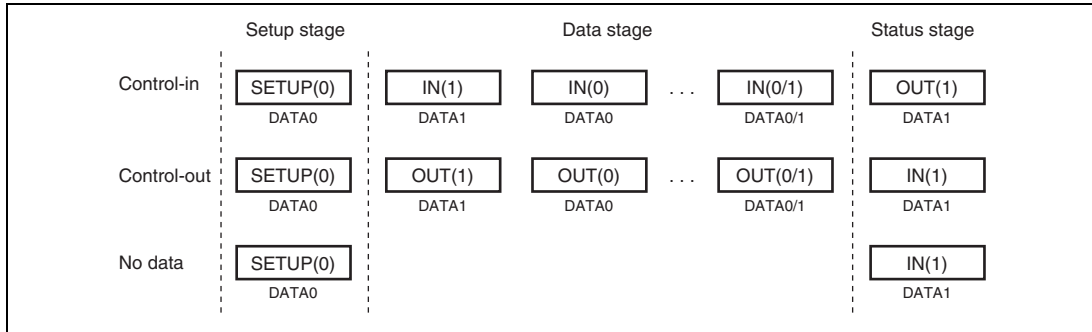 Setup stage Data stage Status stage
Control-in SETUP(0) IN(1) IN(0) . . . IN(0/1) OUT(1)
DATA0 DATA1 DATA0 DATA0/1 DATA1
Control-out SETUP(0) OUT(1) OUT(0) . . . OUT(0/1) IN(1)
DATA0 DATA1 DATA0 DATA0/1 DATA1
No data SETUP(0) IN(1)
DATA0 DATA1